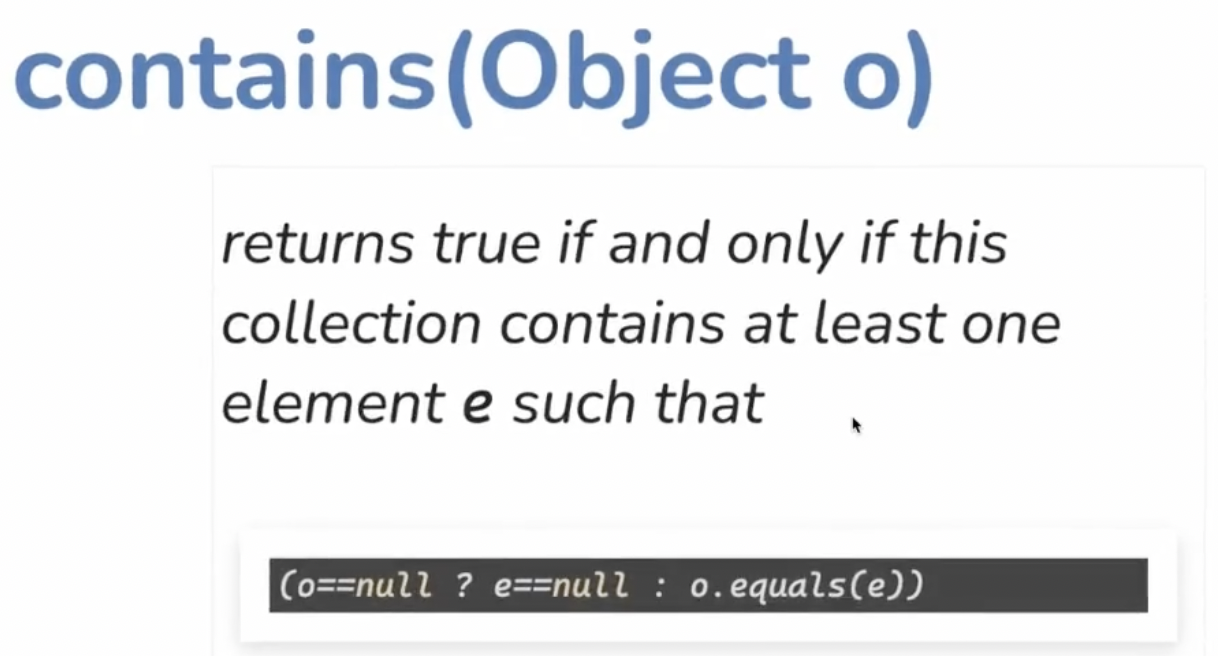 contains(Object o)
returns true if and only if this
collection contains at least one
element e such that
(o==null ? e==null : o.equals(e))